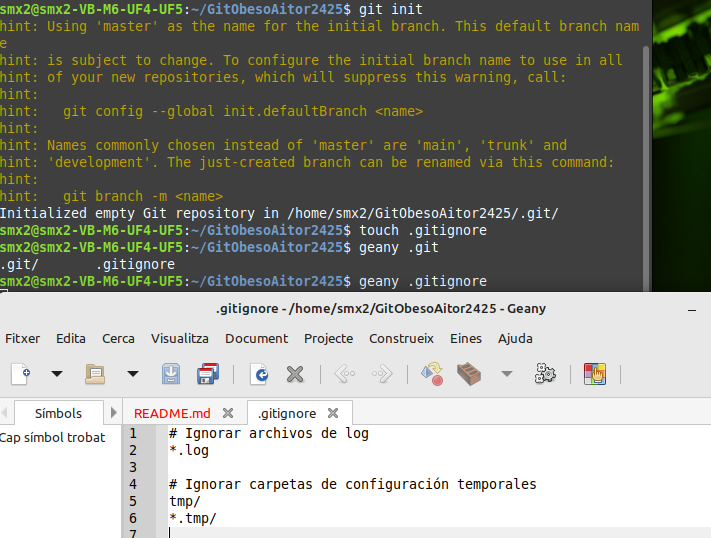 smx2@smx2-VB-M6-UF4-UF5:~/GitObesoAitor2425$ git init
hint: Using 'master' as the name for the initial branch. This default branch nam
e
hint: is subject to change. To configure the initial branch name to use in all
hint: of your new repositories, which will suppress this warning, call:
hint:
hint:   git config --global init.defaultBranch <name>
hint:
hint: Names commonly chosen instead of 'master' are 'main', 'trunk' and
hint: 'development'. The just-created branch can be renamed via this command:
hint:
hint:   git branch -m <name>
Initialized empty Git repository in /home/smx2/GitObesoAitor2425/.git/
smx2@smx2-VB-M6-UF4-UF5:~/GitObesoAitor2425$ touch .gitignore
smx2@smx2-VB-M6-UF4-UF5:~/GitObesoAitor2425$ geany .git
.git/       .gitignore
smx2@smx2-VB-M6-UF4-UF5:~/GitObesoAitor2425$ geany .gitignore
.gitignore - /home/smx2/GitObesoAitor2425 - Geany
Fitxer Edita Cerca Visualitza Document Projecte Construeix Eines Ajuda
Símbols README.md .gitignore
Cap símbol trobat
1 # Ignorar archivos de log
2 *.log
3
4 # Ignorar carpetas de configuración temporales
5 tmp/
6 *.tmp/
7